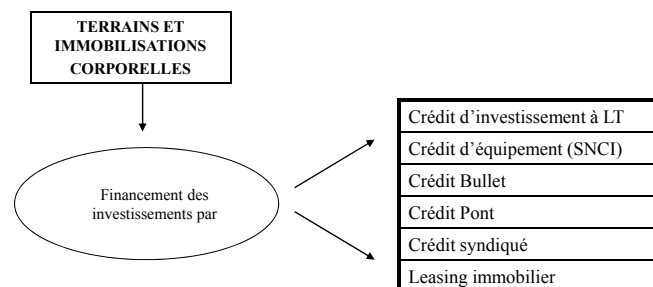 TERRAINS ET
IMMOBILISATIONS
CORPORELLES
Financement des
investissements par
Crédit d’investissement à LT
Crédit d’équipement (SNCI)
Crédit Bullet
Crédit Pont
Crédit syndiqué
Leasing immobilier